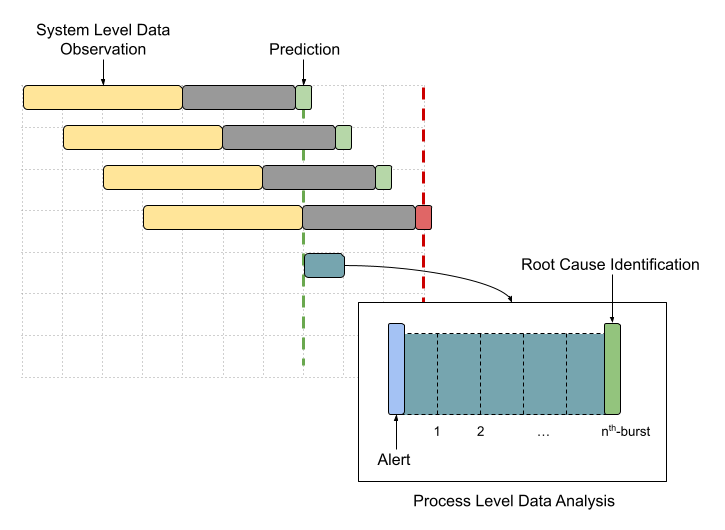 System Level Data
Observation
Prediction
Root Cause Identification
1
2
...
nth-burst
Alert
Process Level Data Analysis